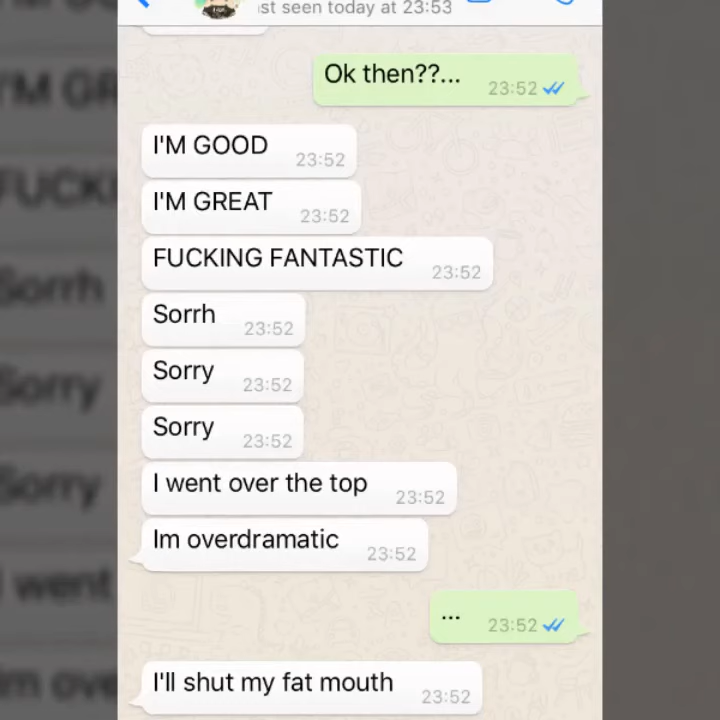 st seen today at 23:53
Ok then??...
23:52
I'M GOOD
23:52
I'M GREAT
23:52
FUCKING FANTASTIC
23:52
Sorrh
23:52
Sorry
23:52
Sorry
23:52
I went over the top
23:52
Im overdramatic
23:52
...
23:52
I'll shut my fat mouth
23:52